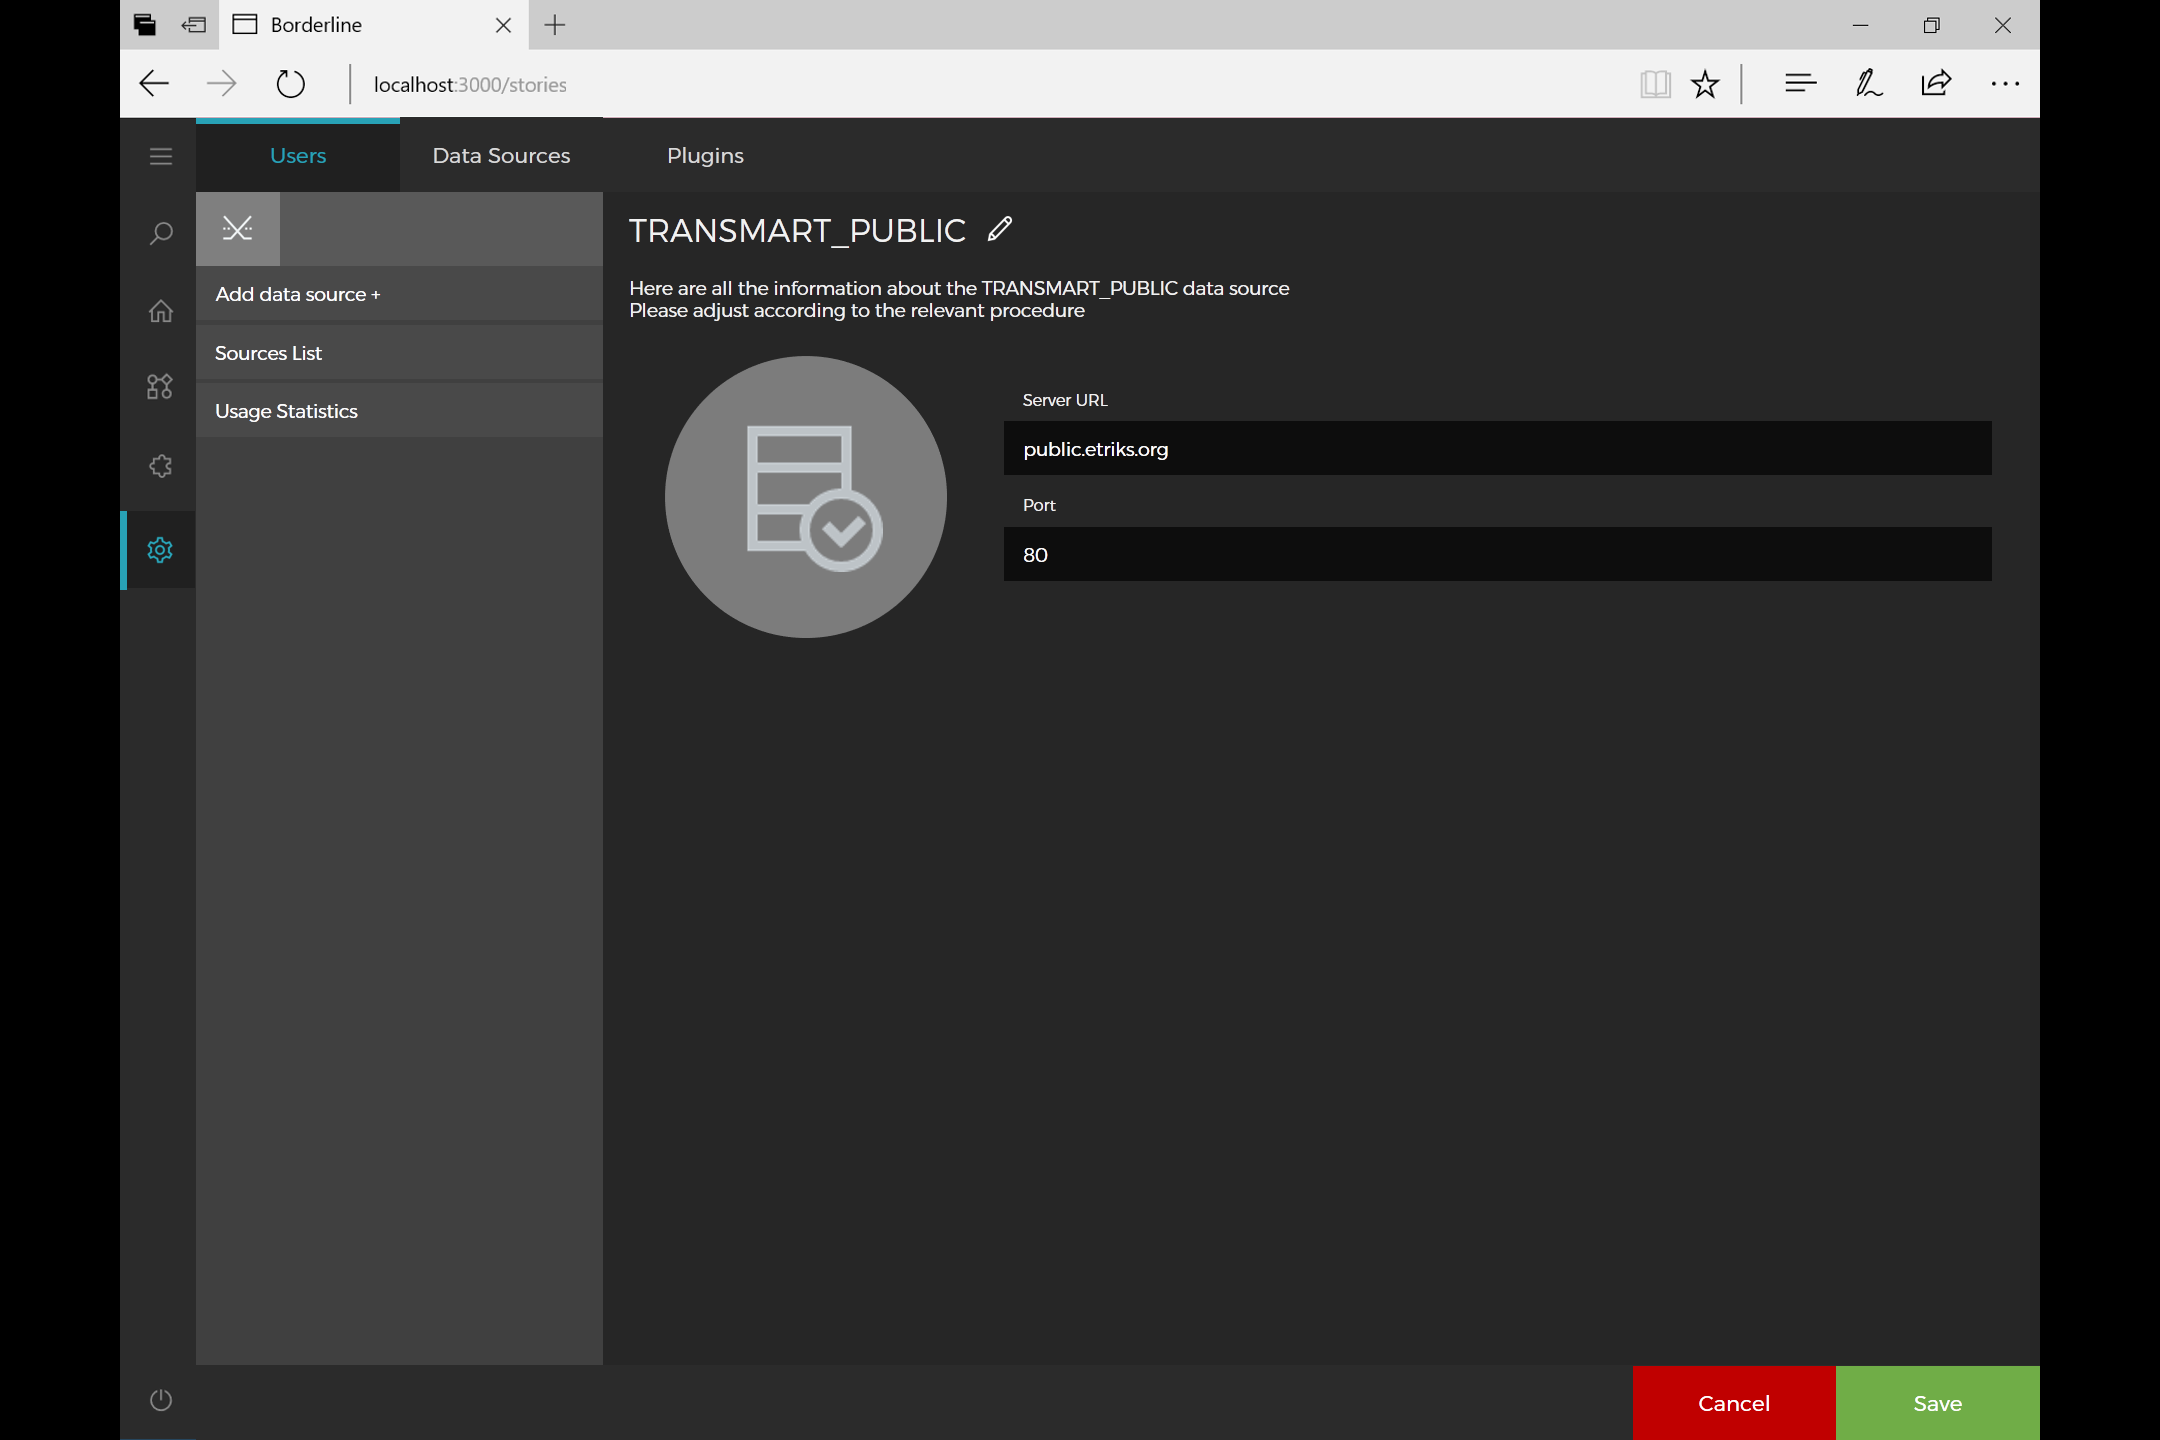 Borderline
localhost:3000/stories
Users
Data Sources
Plugins
Add data source +
Sources List
Usage Statistics
TRANSMART_PUBLIC
Here are all the information about the TRANSMART_PUBLIC data source
Please adjust according to the relevant procedure
Server URL
public.etriks.org
Port
80
Cancel
Save